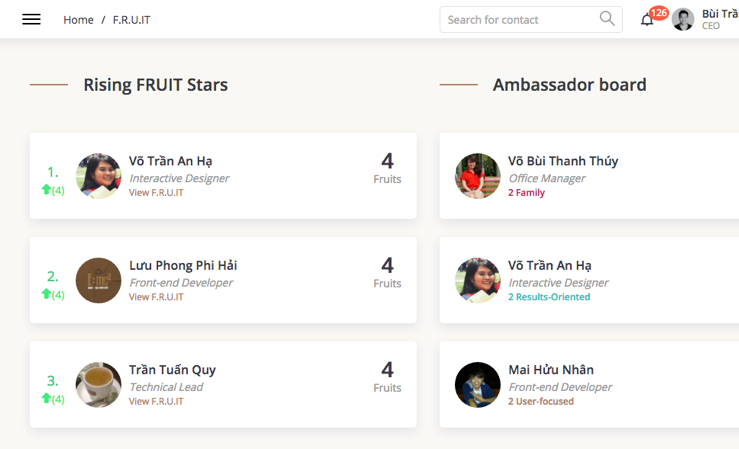 Home / F.R.U.IT
Search for contact
126
Bùi Trầ
CEO
Rising FRUIT Stars
1.
(4)
Võ Trần An Hạ
Interactive Designer
View F.R.U.IT
4
Fruits
2.
(4)
Lưu Phong Phi Hải
Front-end Developer
View F.R.U.IT
4
Fruits
3.
(4)
Trần Tuấn Quy
Technical Lead
View F.R.U.IT
4
Fruits
Ambassador board
Võ Bùi Thanh Thúy
Office Manager
2 Family
Võ Trần An Hạ
Interactive Designer
2 Results-Oriented
Mai Hửu Nhân
Front-end Developer
2 User-focused